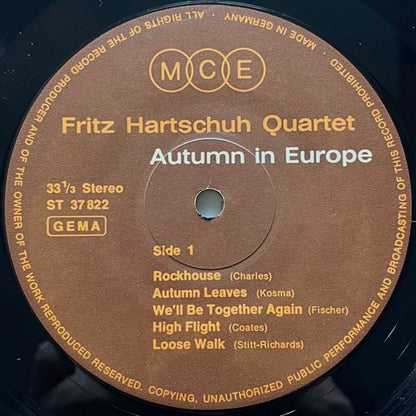 MADE IN GERMANY · ALL RIGHTS OF THE RECORD PRODUCER AND OF THE OWNER OF THE WORK REPRODUCED RESERVED. COPYING, UNAUTHORIZED PUBLIC PERFORMANCE AND BROADCASTING OF THIS RECORD PROHIBITED
M C E
Fritz Hartschuh Quartet
Autumn in Europe
33 1/3 Stereo
ST 37 822
GEMA
Side 1
Rockhouse (Charles)
Autumn Leaves (Kosma)
We'll Be Together Again (Fischer)
High Flight (Coates)
Loose Walk (Stitt-Richards)